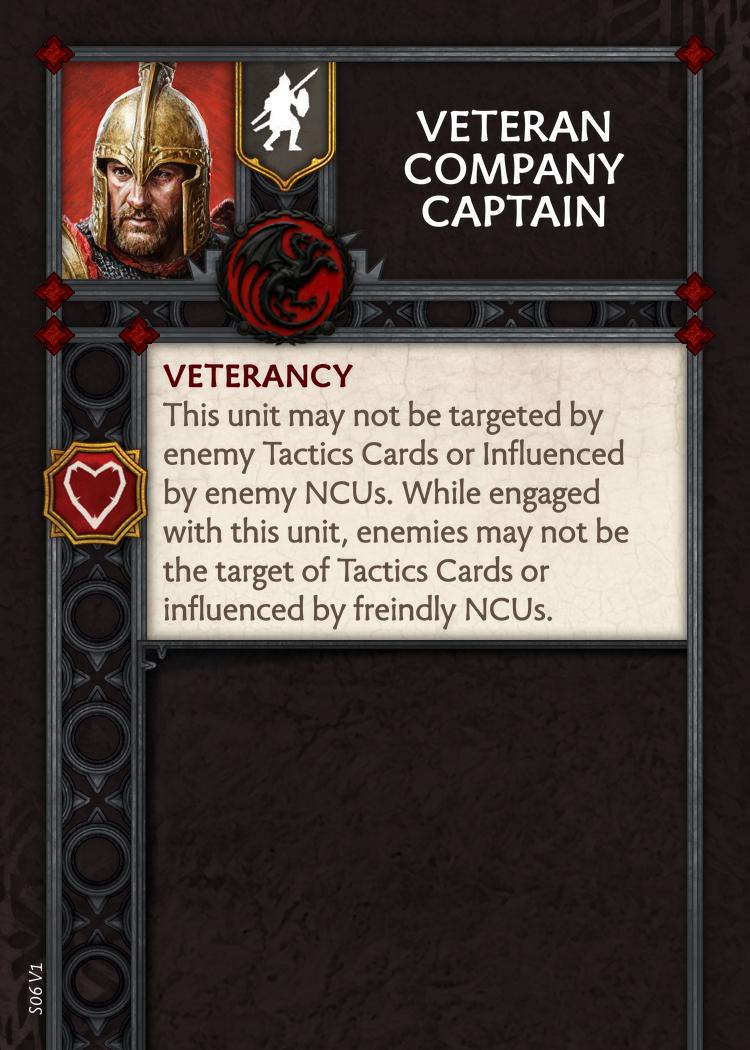 VETERAN
COMPANY
CAPTAIN
VETERANCY
This unit may not be targeted by
enemy Tactics Cards or Influenced
by enemy NCUs. While engaged
with this unit, enemies may not be
the target of Tactics Cards or
influenced by freindly NCUs.
S06 V1